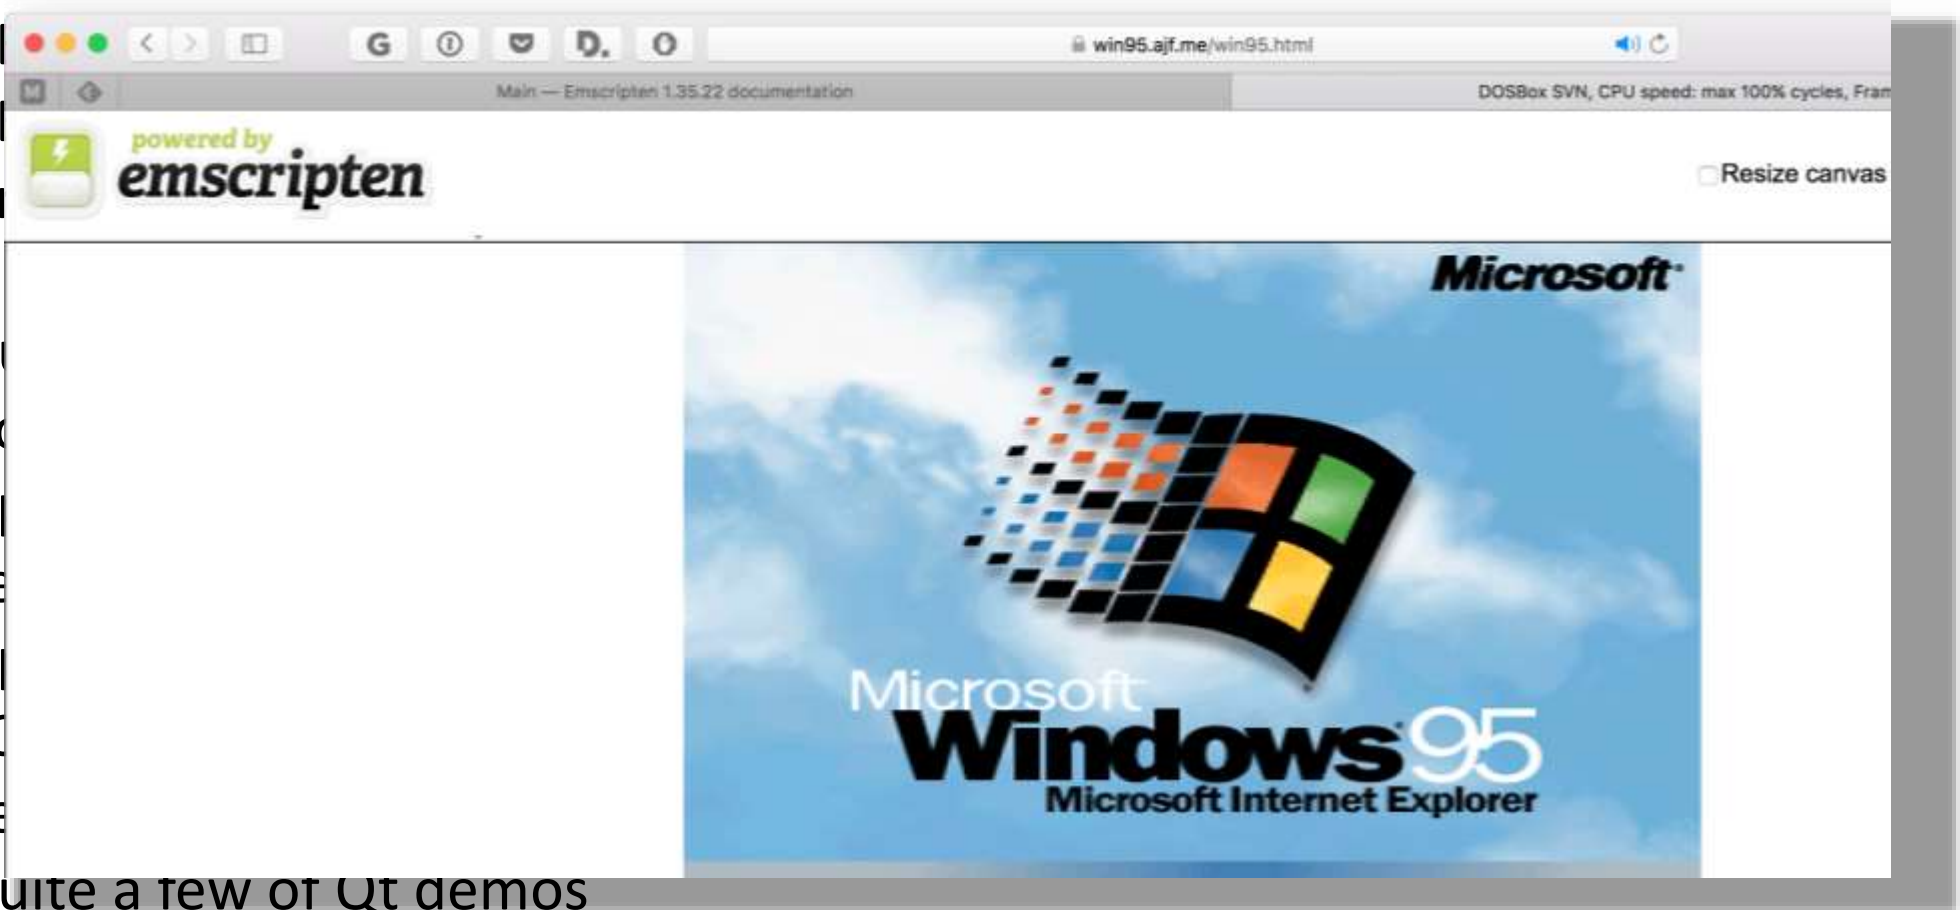 G
D.
win95.ajf.me/win95.html
Main — Emscripten 1.35.22 documentation
DOSBox SVN, CPU speed: max 100% cycles, Fram
powered by
emscripten
Resize canvas
Microsoft
Microsoft
Windows 95
Microsoft Internet Explorer
uite a few of Qt demos